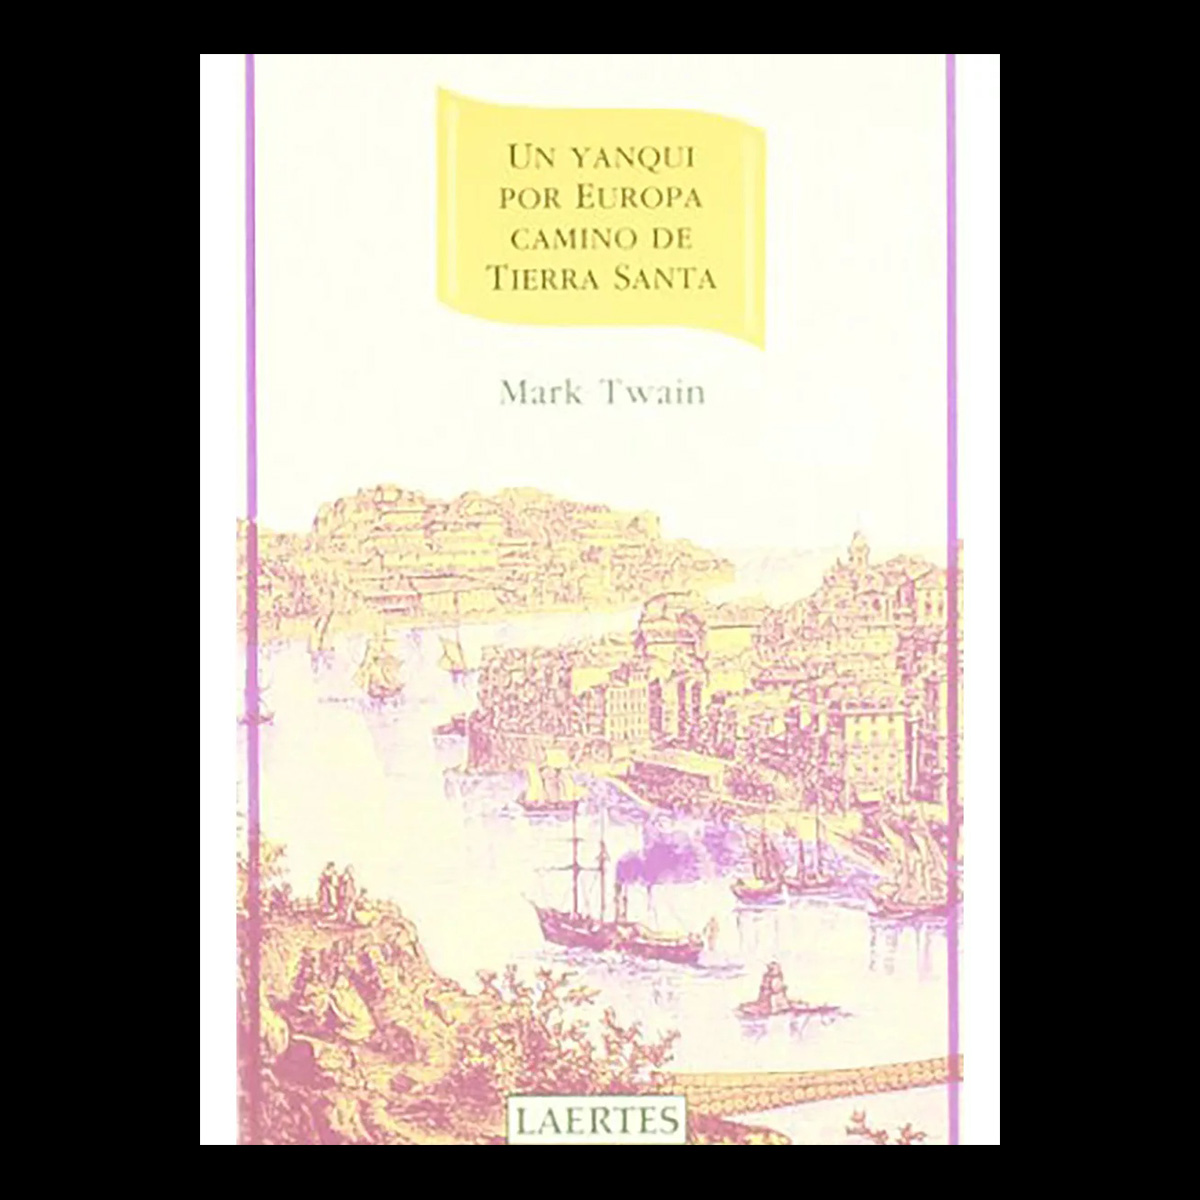 Un yanqui
por Europa
camino de
Tierra Santa
Mark Twain
LAERTES